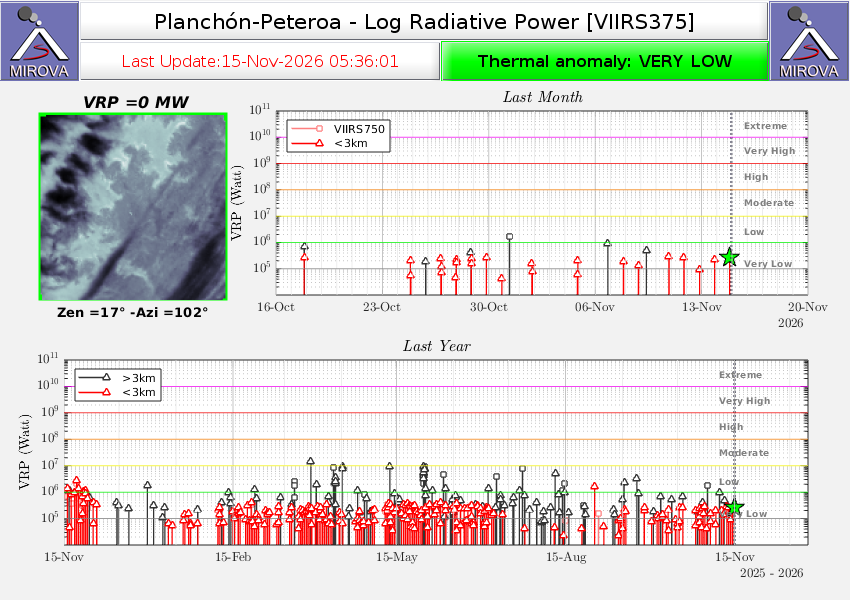 MIROVA
Planchón-Peteroa - Log Radiative Power [VIIRS375]
MIROVA
Last Update:15-Nov-2026 05:36:01
Thermal anomaly: VERY LOW
VRP =0 MW
Zen =17° -Azi =102°
Last Month
VRP (Watt)
10^11
10^10
10^9
10^8
10^7
10^6
10^5
VIIRS750
<3km
Extreme
Very High
High
Moderate
Low
Very Low
16-Oct
23-Oct
30-Oct
06-Nov
13-Nov
20-Nov
2026
Last Year
VRP (Watt)
10^11
10^10
10^9
10^8
10^7
10^6
10^5
>3km
<3km
Extreme
Very High
High
Moderate
Low
Very Low
15-Nov
15-Feb
15-May
15-Aug
15-Nov
2025 - 2026